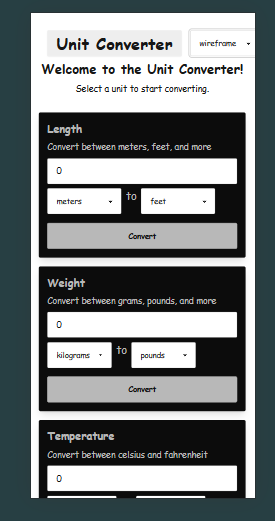 Unit Converter wireframe
Welcome to the Unit Converter!
Select a unit to start converting.
Length
Convert between meters, feet, and more
0
meters to feet
Convert
Weight
Convert between grams, pounds, and more
0
kilograms to pounds
Convert
Temperature
Convert between celsius and fahrenheit
0